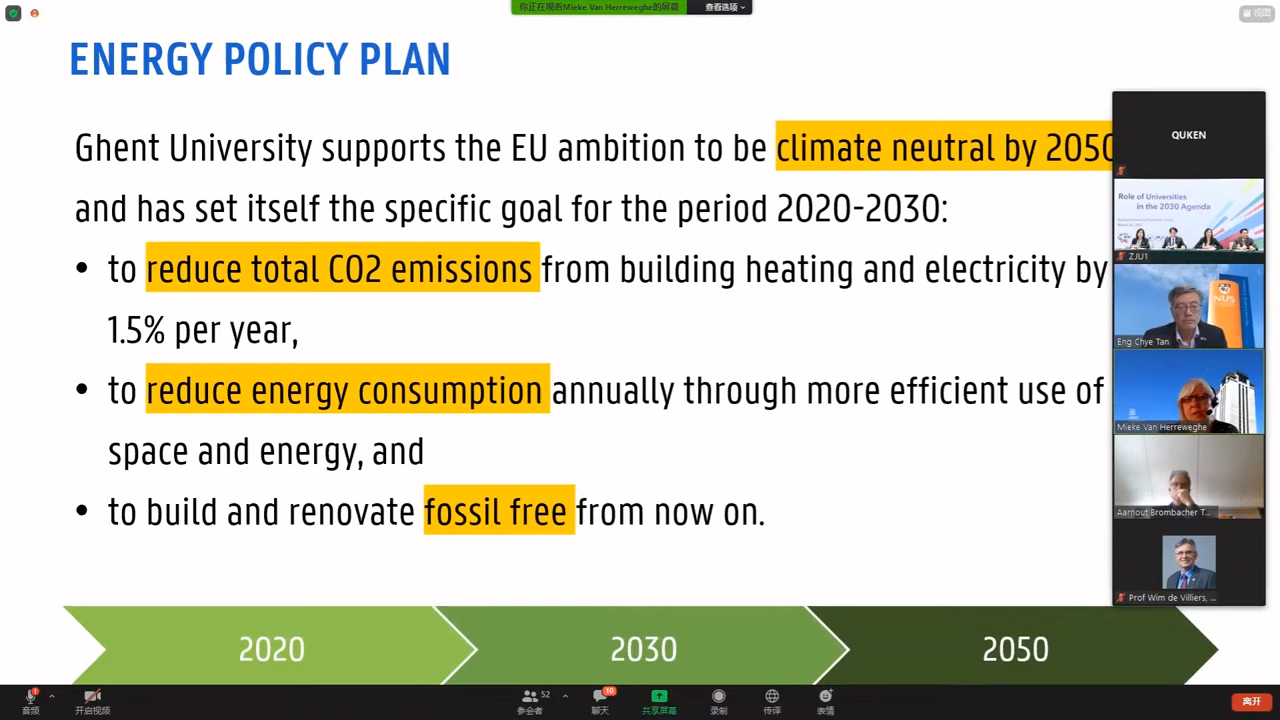 你正在观看Mieke Van Herreweghe的屏幕
查看选项
视图
ENERGY POLICY PLAN
Ghent University supports the EU ambition to be climate neutral by 2050
and has set itself the specific goal for the period 2020-2030:
• to reduce total CO2 emissions from building heating and electricity by
1.5% per year,
• to reduce energy consumption annually through more efficient use of
space and energy, and
• to build and renovate fossil free from now on.
2020
2030
2050
QUKEN
Role of Universities
in the 2030 Agenda
ZJU1
NUS
Eng Chye Tan
Mieke Van Herreweghe
Aarnout Brombacher T...
Prof Wim de Villiers, ...
音频
开启视频
52
参会者
10
聊天
共享屏幕
录制
传译
表情
离开